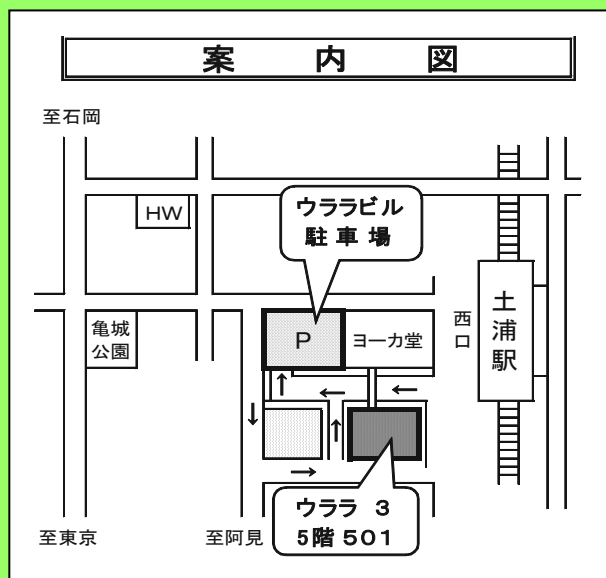 案 内 図
至石岡
HW
ウララビル
駐 車 場
亀城
公園
P
ヨーカ堂
西
口
土
浦
駅
ウララ 3
5階 501
至東京
至阿見